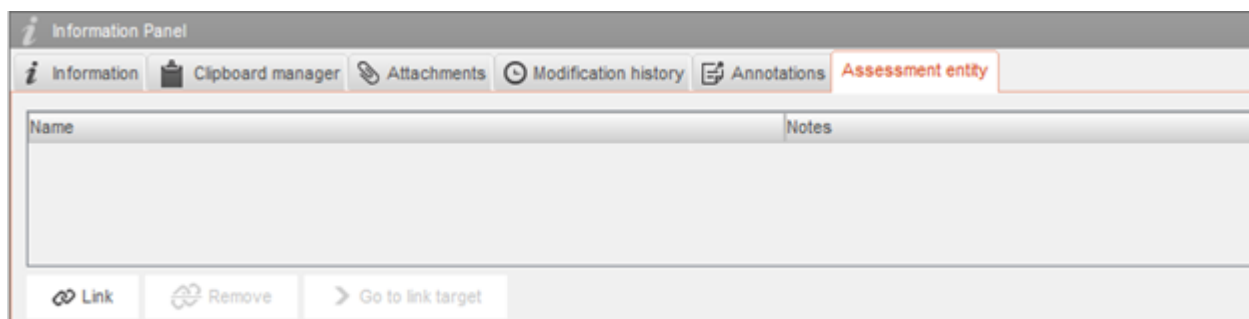 Information Panel
Information Clipboard manager Attachments Modification history Annotations Assessment entity
Name Notes
Link Remove Go to link target